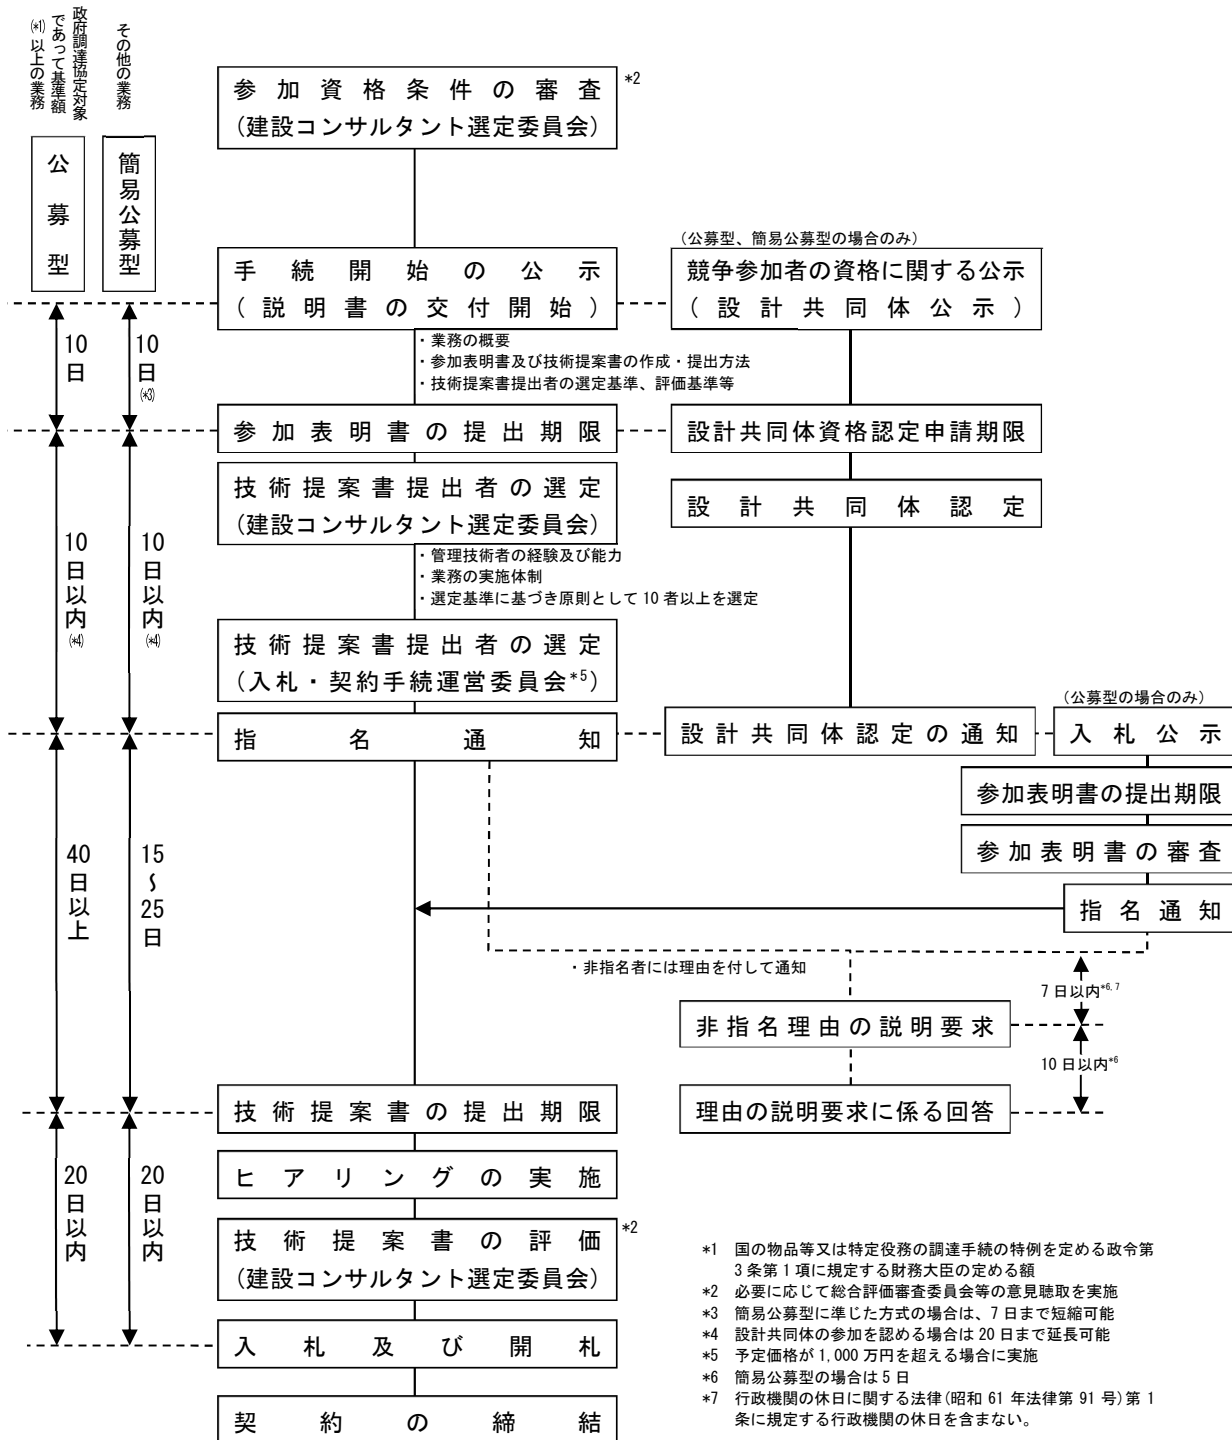 政府調達協定対象
であって基準額
(*1)以上の業務
その他の業務
公募型
簡易公募型
参加資格条件の審査 *2
(建設コンサルタント選定委員会)
手続開始の公示
(説明書の交付開始)
(公募型、簡易公募型の場合のみ)
競争参加者の資格に関する公示
(設計共同体公示)
10日
10日(*3)
・業務の概要
・参加表明書及び技術提案書の作成・提出方法
・技術提案書提出者の選定基準、評価基準等
参加表明書の提出期限
設計共同体資格認定申請期限
技術提案書提出者の選定
(建設コンサルタント選定委員会)
設計共同体認定
10日以内(*4)
10日以内(*4)
・管理技術者の経験及び能力
・業務の実施体制
・選定基準に基づき原則として 10 者以上を選定
技術提案書提出者の選定
(入札・契約手続運営委員会*5)
指名通知
設計共同体認定の通知
(公募型の場合のみ)
入札公示
参加表明書の提出期限
参加表明書の審査
指名通知
40日以上
15～25日
・非指名者には理由を付して通知
7 日以内*6,7
非指名理由の説明要求
10 日以内*6
理由の説明要求に係る回答
技術提案書の提出期限
20日以内
20日以内
ヒアリングの実施
技術提案書の評価 *2
(建設コンサルタント選定委員会)
入札及び開札
契約の締結
*1 国の物品等又は特定役務の調達手続の特例を定める政令第
3 条第 1 項に規定する財務大臣の定める額
*2 必要に応じて総合評価審査委員会等の意見聴取を実施
*3 簡易公募型に準じた方式の場合は、7 日まで短縮可能
*4 設計共同体の参加を認める場合は 20 日まで延長可能
*5 予定価格が 1,000 万円を超える場合に実施
*6 簡易公募型の場合は 5 日
*7 行政機関の休日に関する法律(昭和 61 年法律第 91 号)第 1
条に規定する行政機関の休日を含まない。